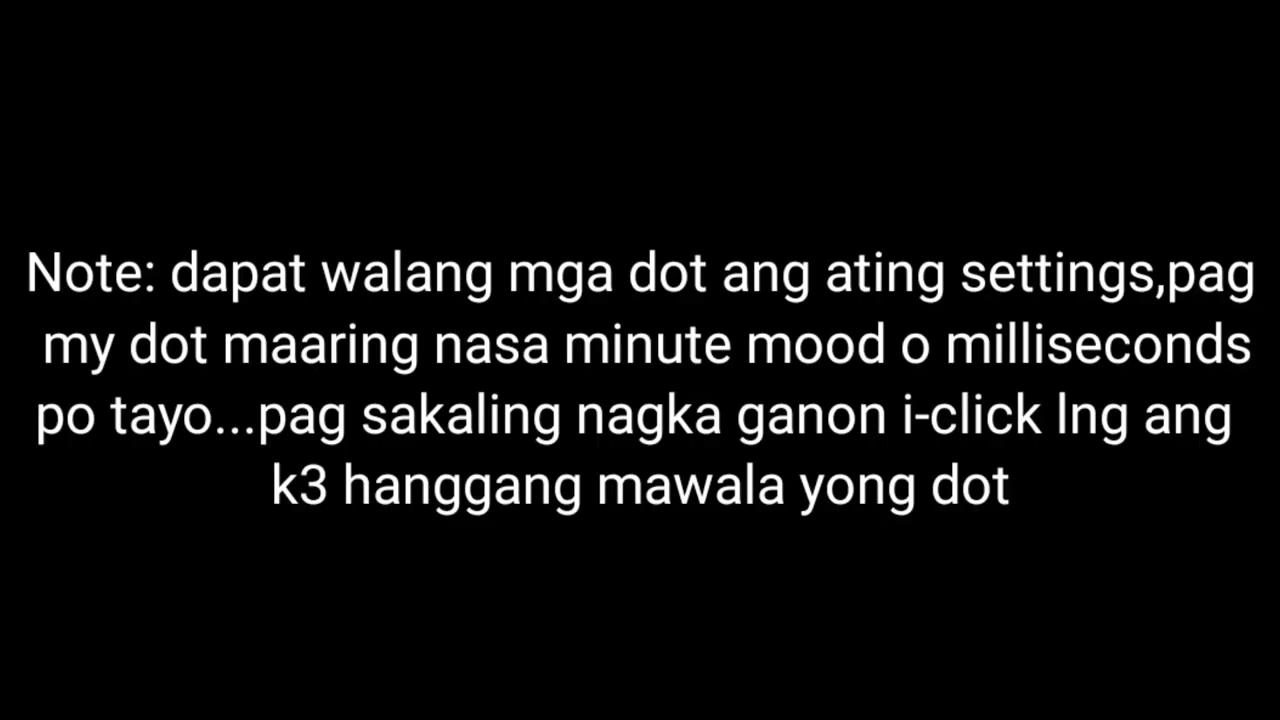 Note: dapat walang mga dot ang ating settings,pag
my dot maaring nasa minute mood o milliseconds
po tayo...pag sakaling nagka ganon i-click lng ang
k3 hanggang mawala yong dot